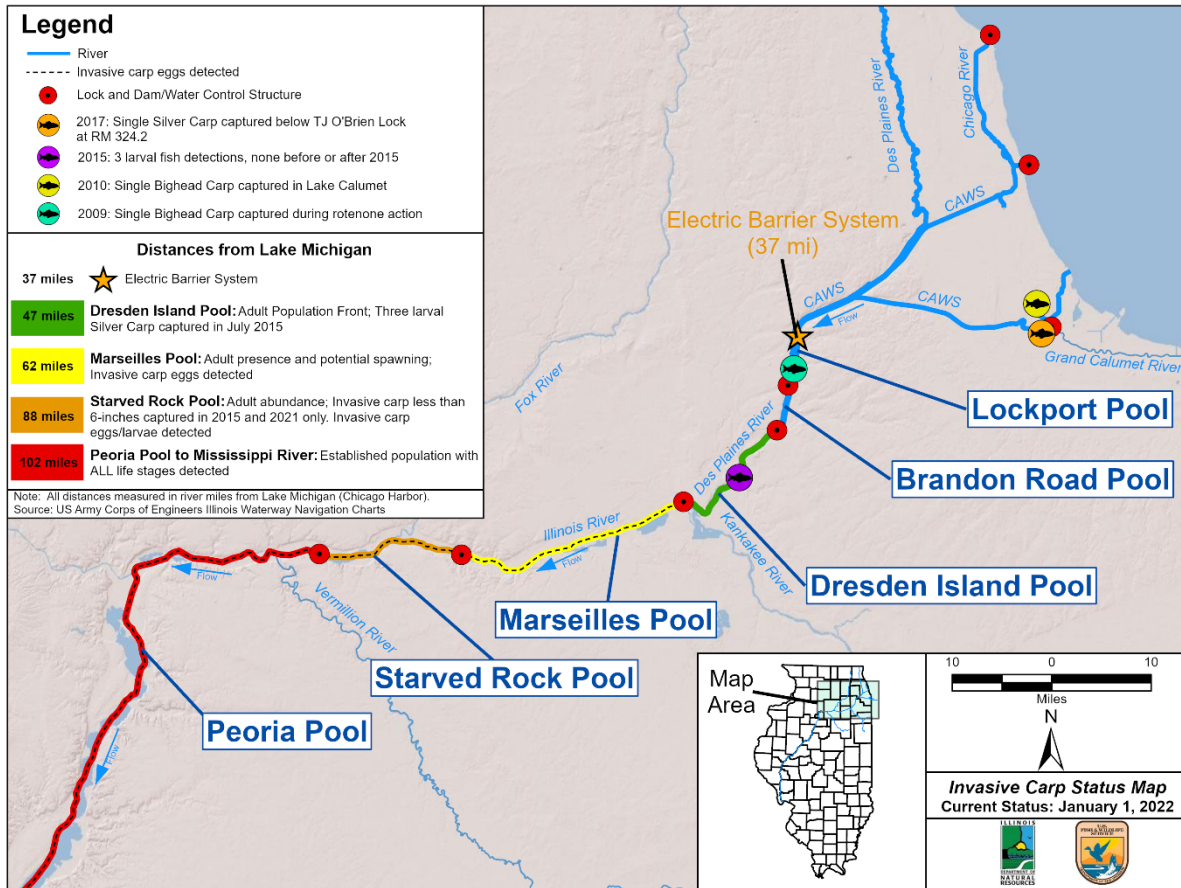 Legend
River
Invasive carp eggs detected
Lock and Dam/Water Control Structure
2017: Single Silver Carp captured below TJ O'Brien Lock
at RM 324.2
2015: 3 larval fish detections, none before or after 2015
2010: Single Bighead Carp captured in Lake Calumet
2009: Single Bighead Carp captured during rotenone action
Distances from Lake Michigan
37 miles Electric Barrier System
47 miles Dresden Island Pool: Adult Population Front; Three larval
Silver Carp captured in July 2015
62 miles Marseilles Pool: Adult presence and potential spawning;
Invasive carp eggs detected
88 miles Starved Rock Pool: Adult abundance; Invasive carp less than
6-inches captured in 2015 and 2021 only. Invasive carp
eggs/larvae detected
102 miles Peoria Pool to Mississippi River: Established population with
ALL life stages detected
Note: All distances measured in river miles from Lake Michigan (Chicago Harbor).
Source: US Army Corps of Engineers Illinois Waterway Navigation Charts
Des Plaines River
Chicago River
CAWS
Electric Barrier System
(37 mi)
CAWS
CAWS
Flow
Grand Calumet River
Fox River
Lockport Pool
Des Plaines River
Brandon Road Pool
Kankakee River
Dresden Island Pool
Illinois River
Flow
Marseilles Pool
Flow
Vermillion River
Starved Rock Pool
Peoria Pool
Flow
Map
Area
10 0 10
Miles
N
Invasive Carp Status Map
Current Status: January 1, 2022
ILLINOIS
DEPARTMENT OF
NATURAL
RESOURCES
U.S.
FISH & WILDLIFE
SERVICE